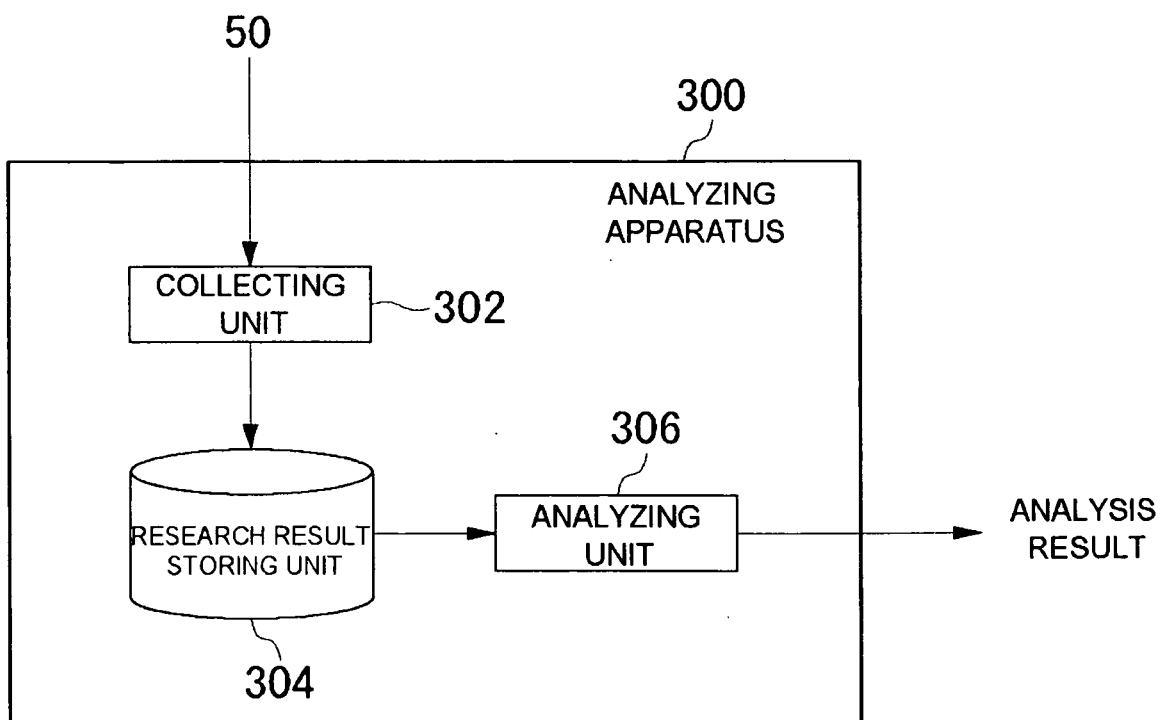 50
300
ANALYZING
APPARATUS
COLLECTING
UNIT
302
306
RESEARCH RESULT
STORING UNIT
ANALYZING
UNIT
ANALYSIS
RESULT
304